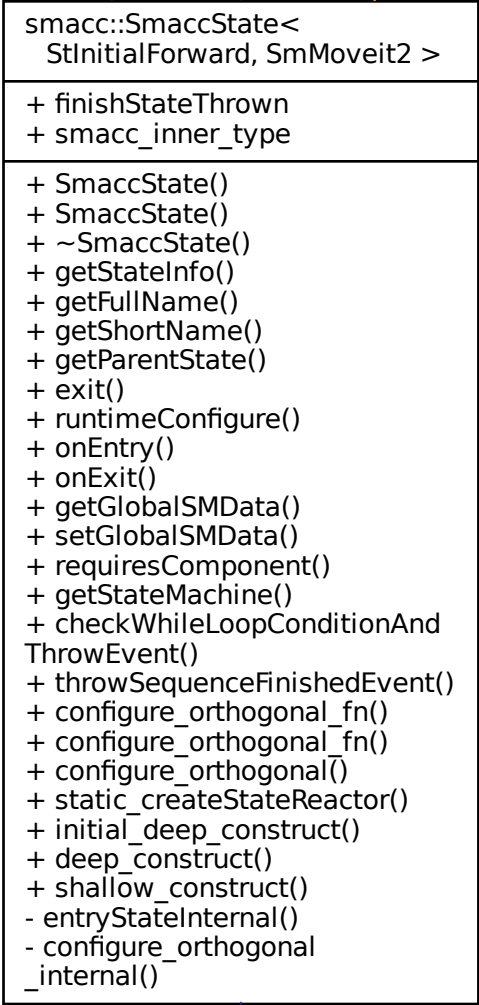 smacc::SmaccState<
StInitialForward, SmMoveit2 >
+ finishStateThrown
+ smacc_inner_type
+ SmaccState()
+ SmaccState()
+ ~SmaccState()
+ getStateInfo()
+ getFullName()
+ getShortName()
+ getParentState()
+ exit()
+ runtimeConfigure()
+ onEntry()
+ onExit()
+ getGlobalSMData()
+ setGlobalSMData()
+ requiresComponent()
+ getStateMachine()
+ checkWhileLoopConditionAnd
ThrowEvent()
+ throwSequenceFinishedEvent()
+ configure_orthogonal_fn()
+ configure_orthogonal_fn()
+ configure_orthogonal()
+ static_createStateReactor()
+ initial_deep_construct()
+ deep_construct()
+ shallow_construct()
- entryStateInternal()
- configure_orthogonal
_internal()